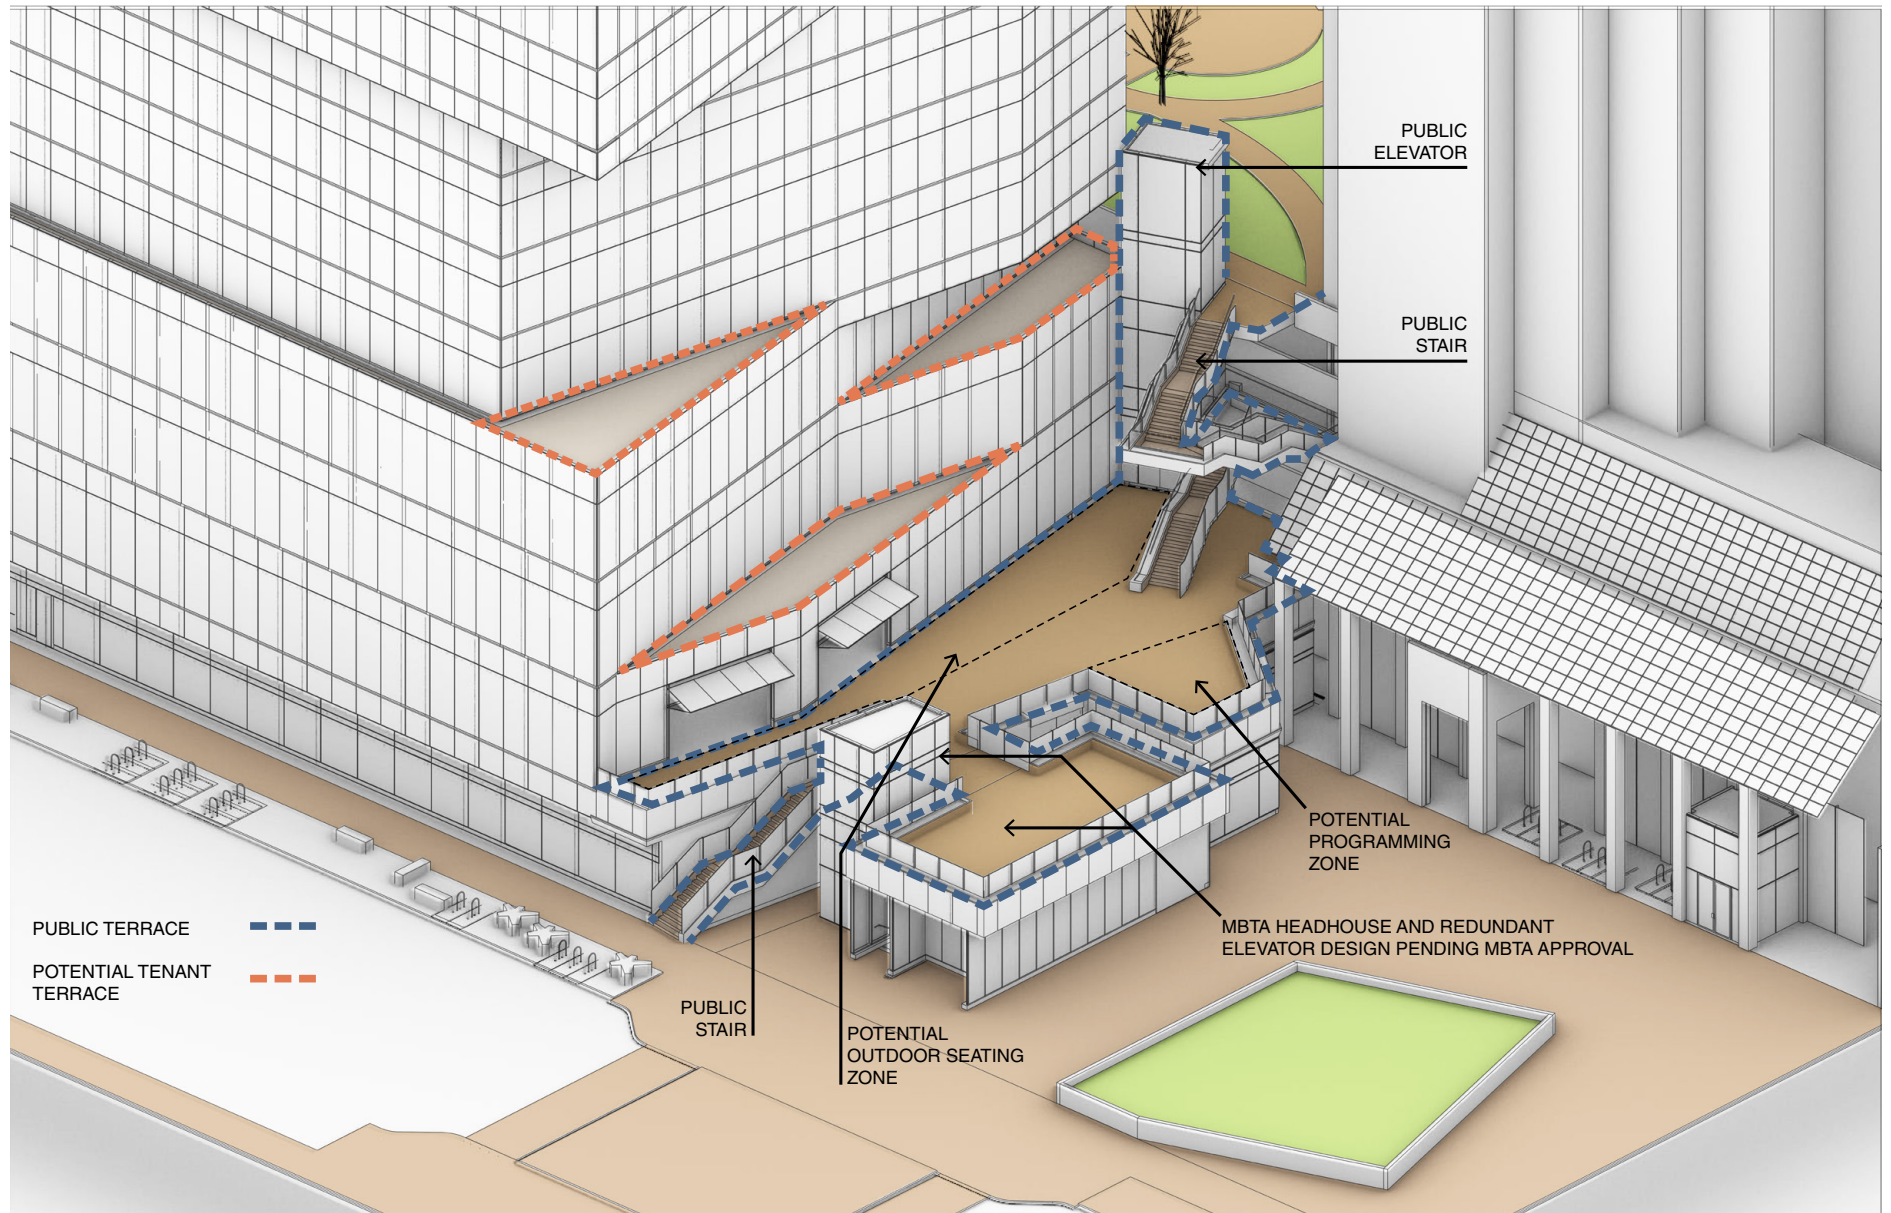 PUBLIC
ELEVATOR
PUBLIC
STAIR
POTENTIAL
PROGRAMMING
ZONE
MBTA HEADHOUSE AND REDUNDANT
ELEVATOR DESIGN PENDING MBTA APPROVAL
PUBLIC TERRACE
POTENTIAL TENANT
TERRACE
PUBLIC
STAIR
POTENTIAL
OUTDOOR SEATING
ZONE